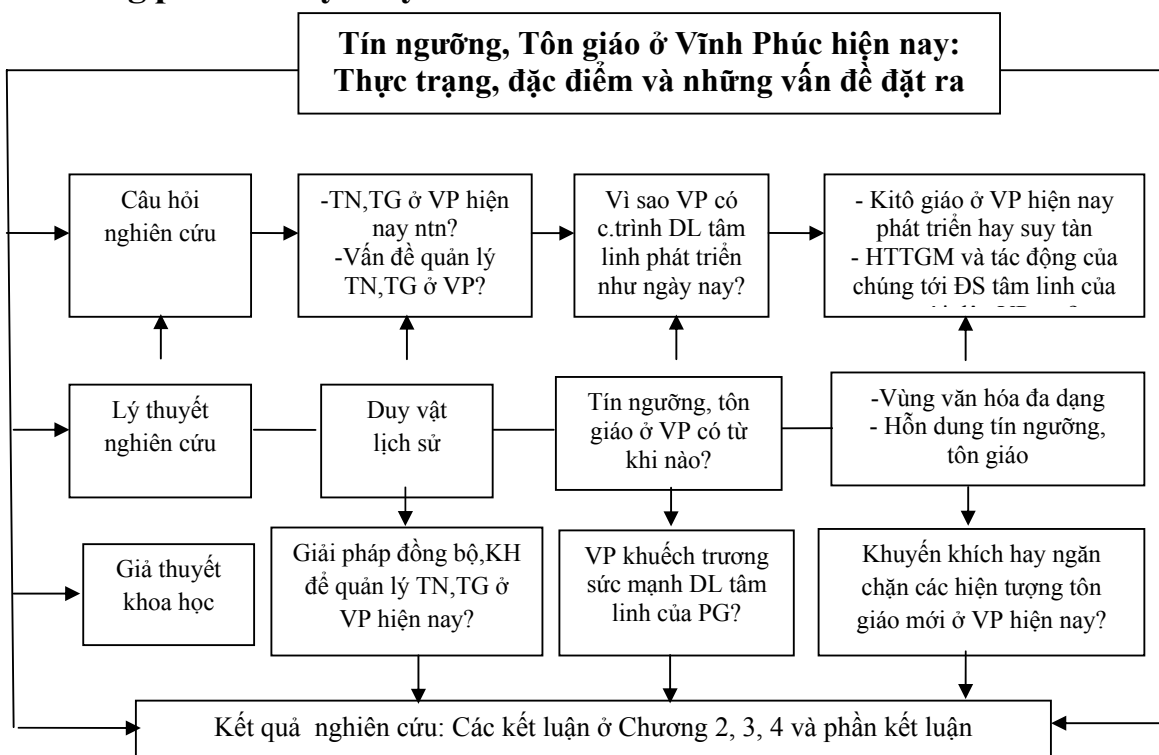 Tín ngưỡng, Tôn giáo ở Vĩnh Phúc hiện nay:
Thực trạng, đặc điểm và những vấn đề đặt ra
Câu hỏi
nghiên cứu
-TN,TG ở VP hiện
nay ntn?
-Vấn đề quản lý
TN,TG ở VP?
Vì sao VP có
c.trình DL tâm
linh phát triển
như ngày nay?
- Kitô giáo ở VP hiện nay
phát triển hay suy tàn
- HTTGM và tác động của
chúng tới ĐS tâm linh của
Lý thuyết
nghiên cứu
Duy vật
lịch sử
Tín ngưỡng, tôn
giáo ở VP có từ
khi nào?
-Vùng văn hóa đa dạng
- Hỗn dung tín ngưỡng,
tôn giáo
Giả thuyết
khoa học
Giải pháp đồng bộ,KH
để quản lý TN,TG ở
VP hiện nay?
VP khuếch trương
sức mạnh DL tâm
linh của PG?
Khuyến khích hay ngăn
chặn các hiện tượng tôn
giáo mới ở VP hiện nay?
Kết quả nghiên cứu: Các kết luận ở Chương 2, 3, 4 và phần kết luận